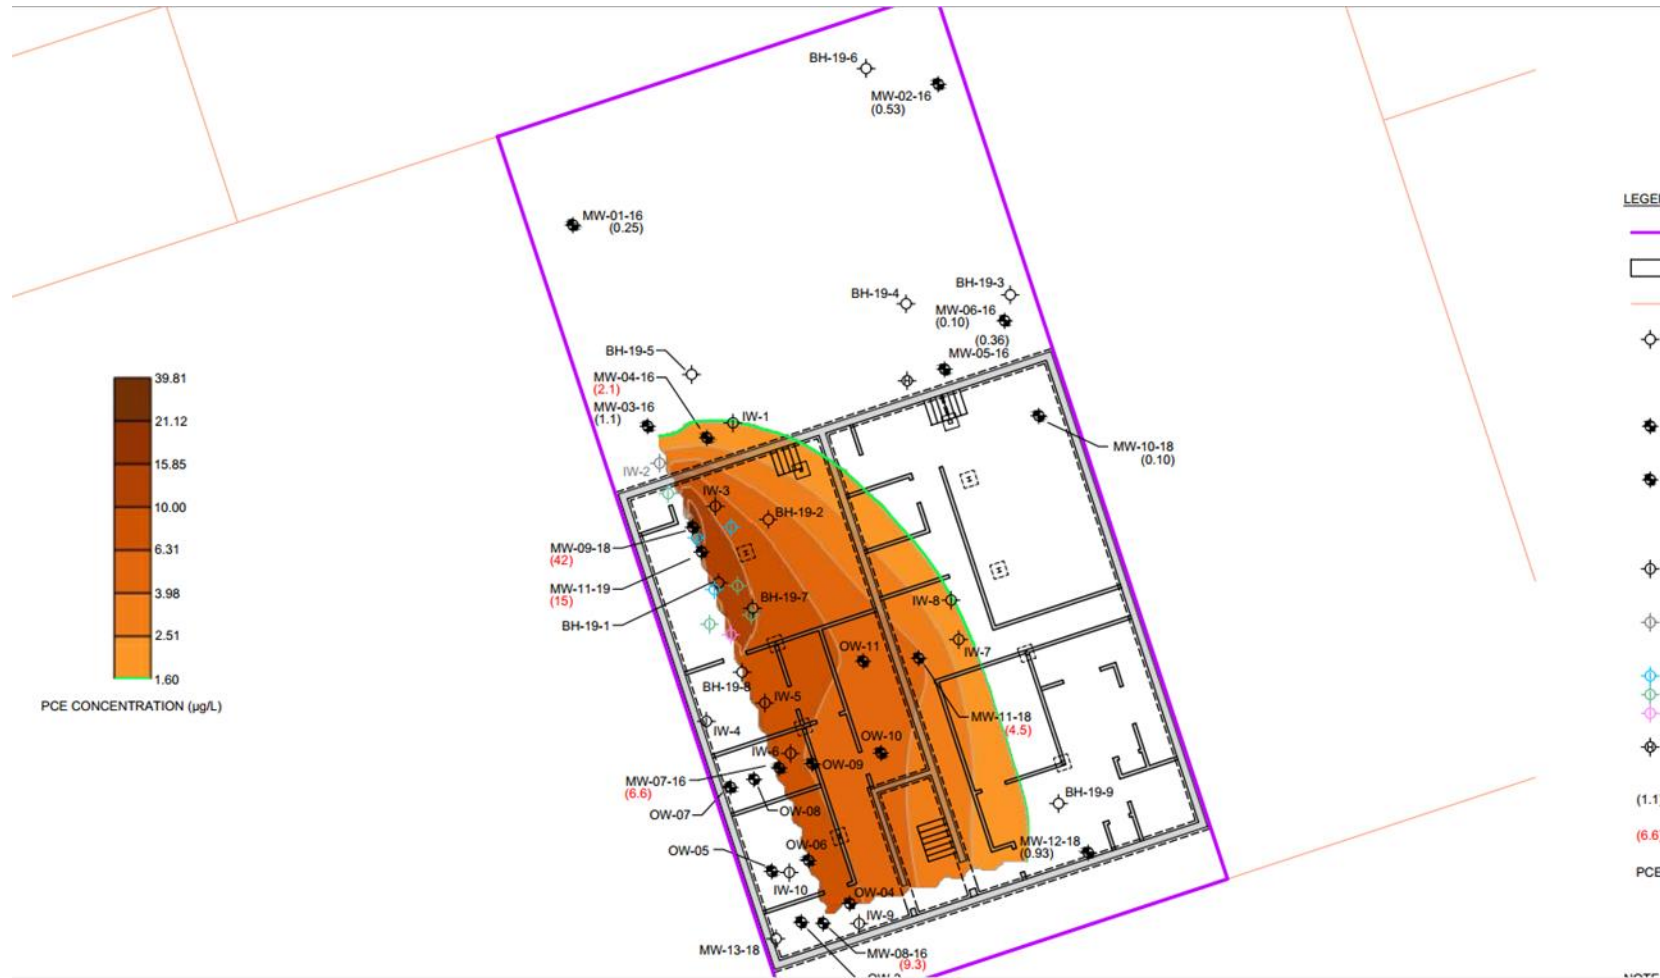 BH-19-6
MW-02-16
(0.53)
MW-01-16
(0.25)
LEGE
BH-19-4
BH-19-3
MW-06-16
(0.10)
(0.36)
MW-05-16
BH-19-5
MW-04-16
(2.1)
MW-03-16
(1.1)
IW-1
IW-2
IW-3
BH-19-2
MW-10-18
(0.10)
39.81
21.12
15.85
10.00
6.31
3.98
2.51
1.60
PCE CONCENTRATION (µg/L)
MW-09-18
(42)
MW-11-19
(15)
BH-19-1
BH-19-7
IW-8
IW-7
OW-11
BH-19-8
IW-5
IW-4
MW-11-18
(4.5)
OW-10
IW-6
OW-09
MW-07-16
(6.6)
OW-08
OW-07
BH-19-9
(1.1)
MW-12-18
(0.93)
(6.6)
OW-06
OW-05
IW-10
PCE
OW-04
IW-9
MW-13-18
MW-08-16
(9.3)
H
H
H
H